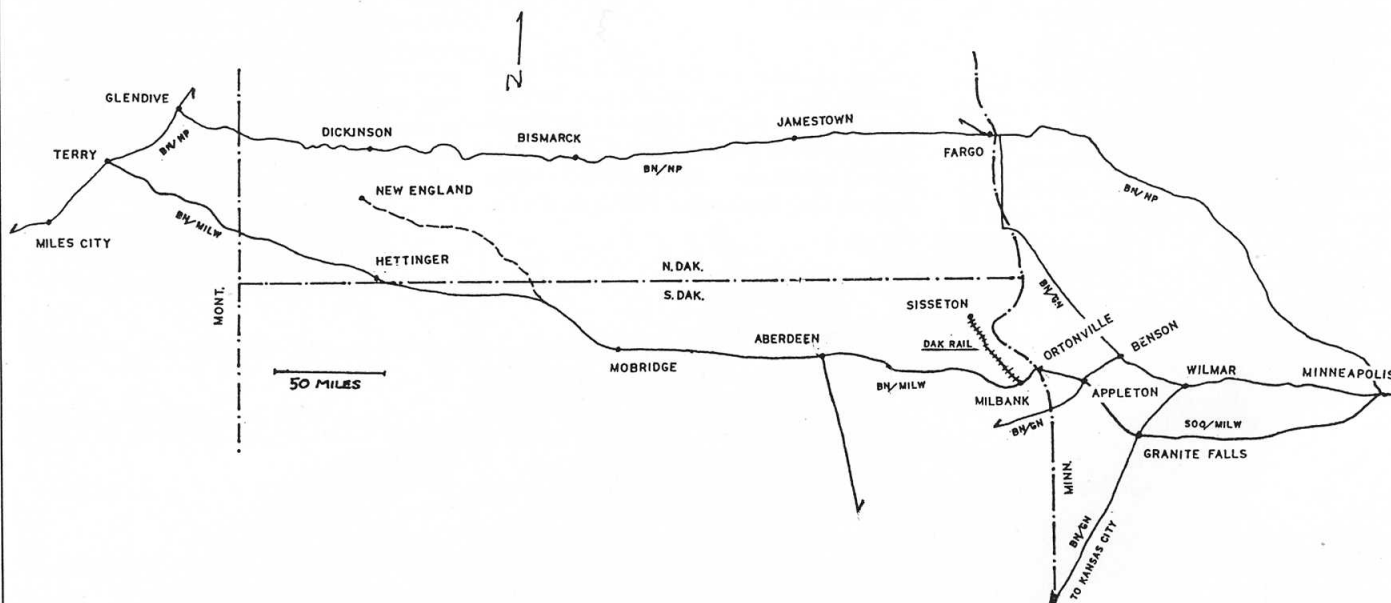 N
GLENDIVE
DICKINSON
BISMARCK
JAMESTOWN
FARGO
TERRY
BN/NP
BN/NP
BN/NP
NEW ENGLAND
MILES CITY
BN/MILW
HETTINGER
N.DAK.
S.DAK.
MONT.
BN/GN
SISSETON
ORTONVILLE
BENSON
DAK RAIL
ABERDEEN
MOBRIDGE
50 MILES
BN/MILW
MILBANK
APPLETON
WILMAR
MINNEAPOLIS
BN/GN
SOO/MILW
GRANITE FALLS
MINN.
BN/GN
TO KANSAS CITY